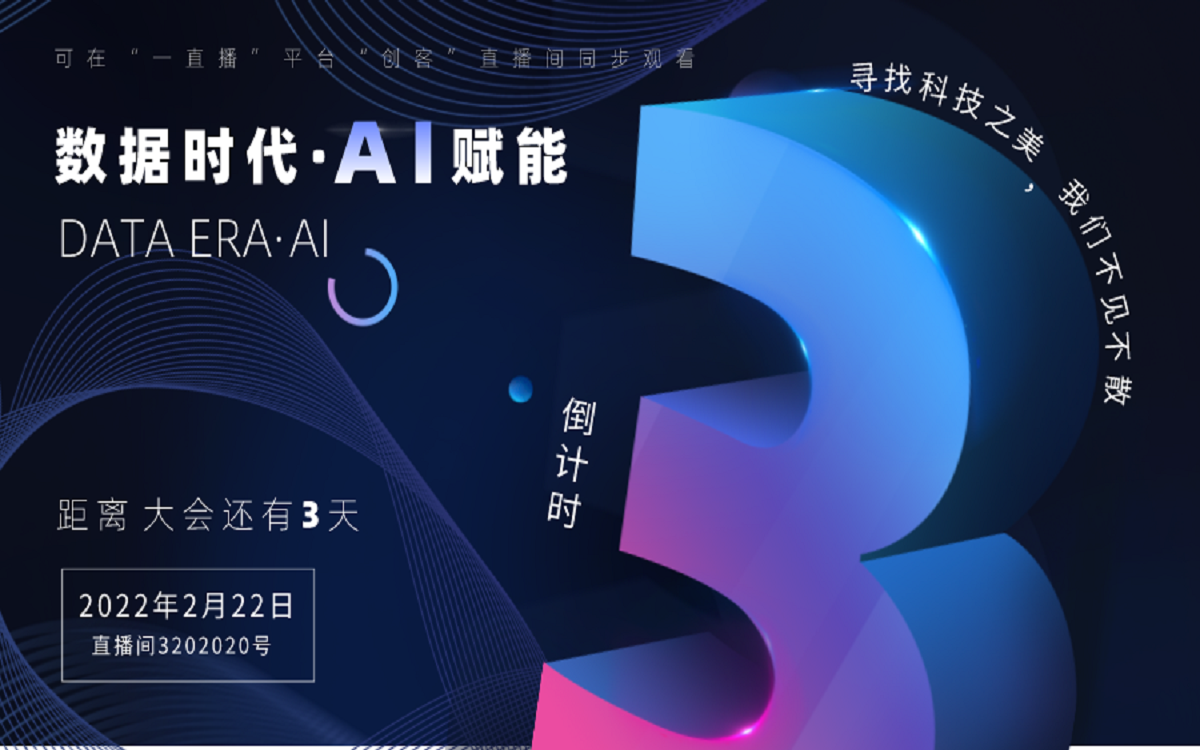 可在“一直播”平台“创客”直播间同步观看
数据时代·AI赋能
DATA ERA·AI
寻找科技之美，我们不见不散
3
倒计时
距离 大会还有3天
2022年2月22日
直播间3202020号